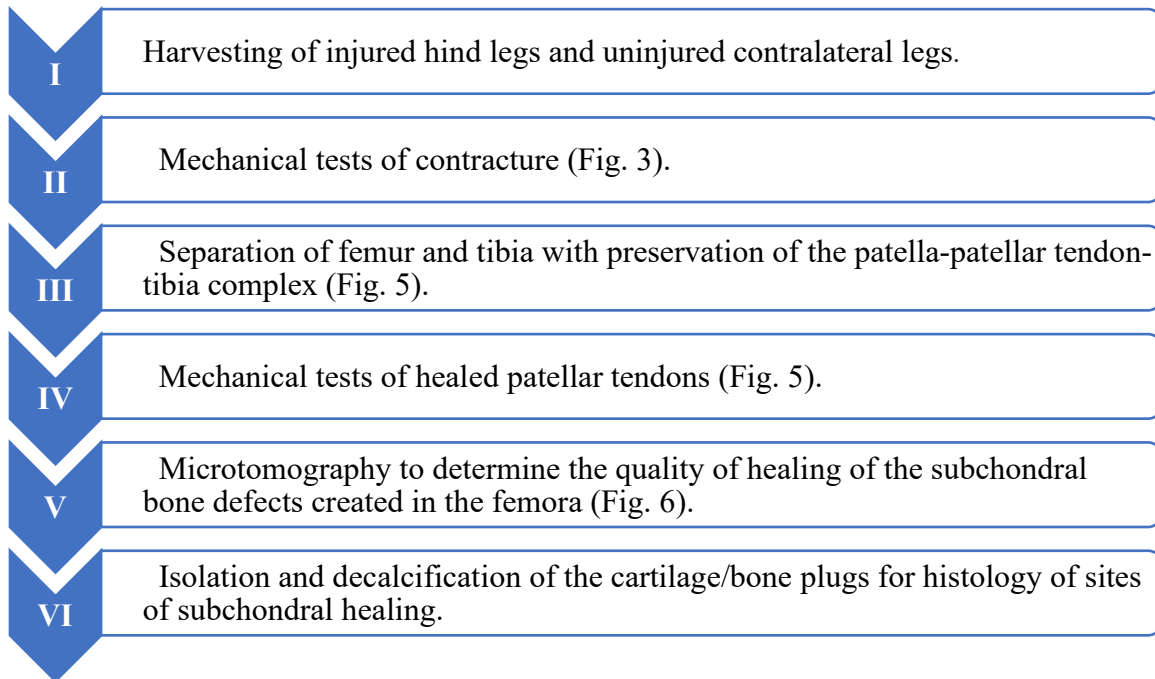 I
Harvesting of injured hind legs and uninjured contralateral legs.
II
Mechanical tests of contracture (Fig. 3).
III
Separation of femur and tibia with preservation of the patella-patellar tendon-
tibia complex (Fig. 5).
IV
Mechanical tests of healed patellar tendons (Fig. 5).
V
Microtomography to determine the quality of healing of the subchondral
bone defects created in the femora (Fig. 6).
VI
Isolation and decalcification of the cartilage/bone plugs for histology of sites
of subchondral healing.